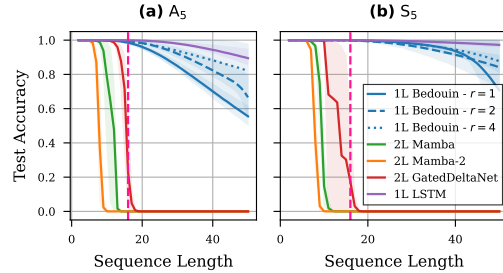 (a) A5
(b) S5
Test Accuracy
1.0
0.8
0.6
0.4
0.2
0.0
0
20
40
0
20
40
Sequence Length
Sequence Length
1L Bedouin - r = 1
1L Bedouin - r = 2
1L Bedouin - r = 4
2L Mamba
2L Mamba-2
2L GatedDeltaNet
1L LSTM